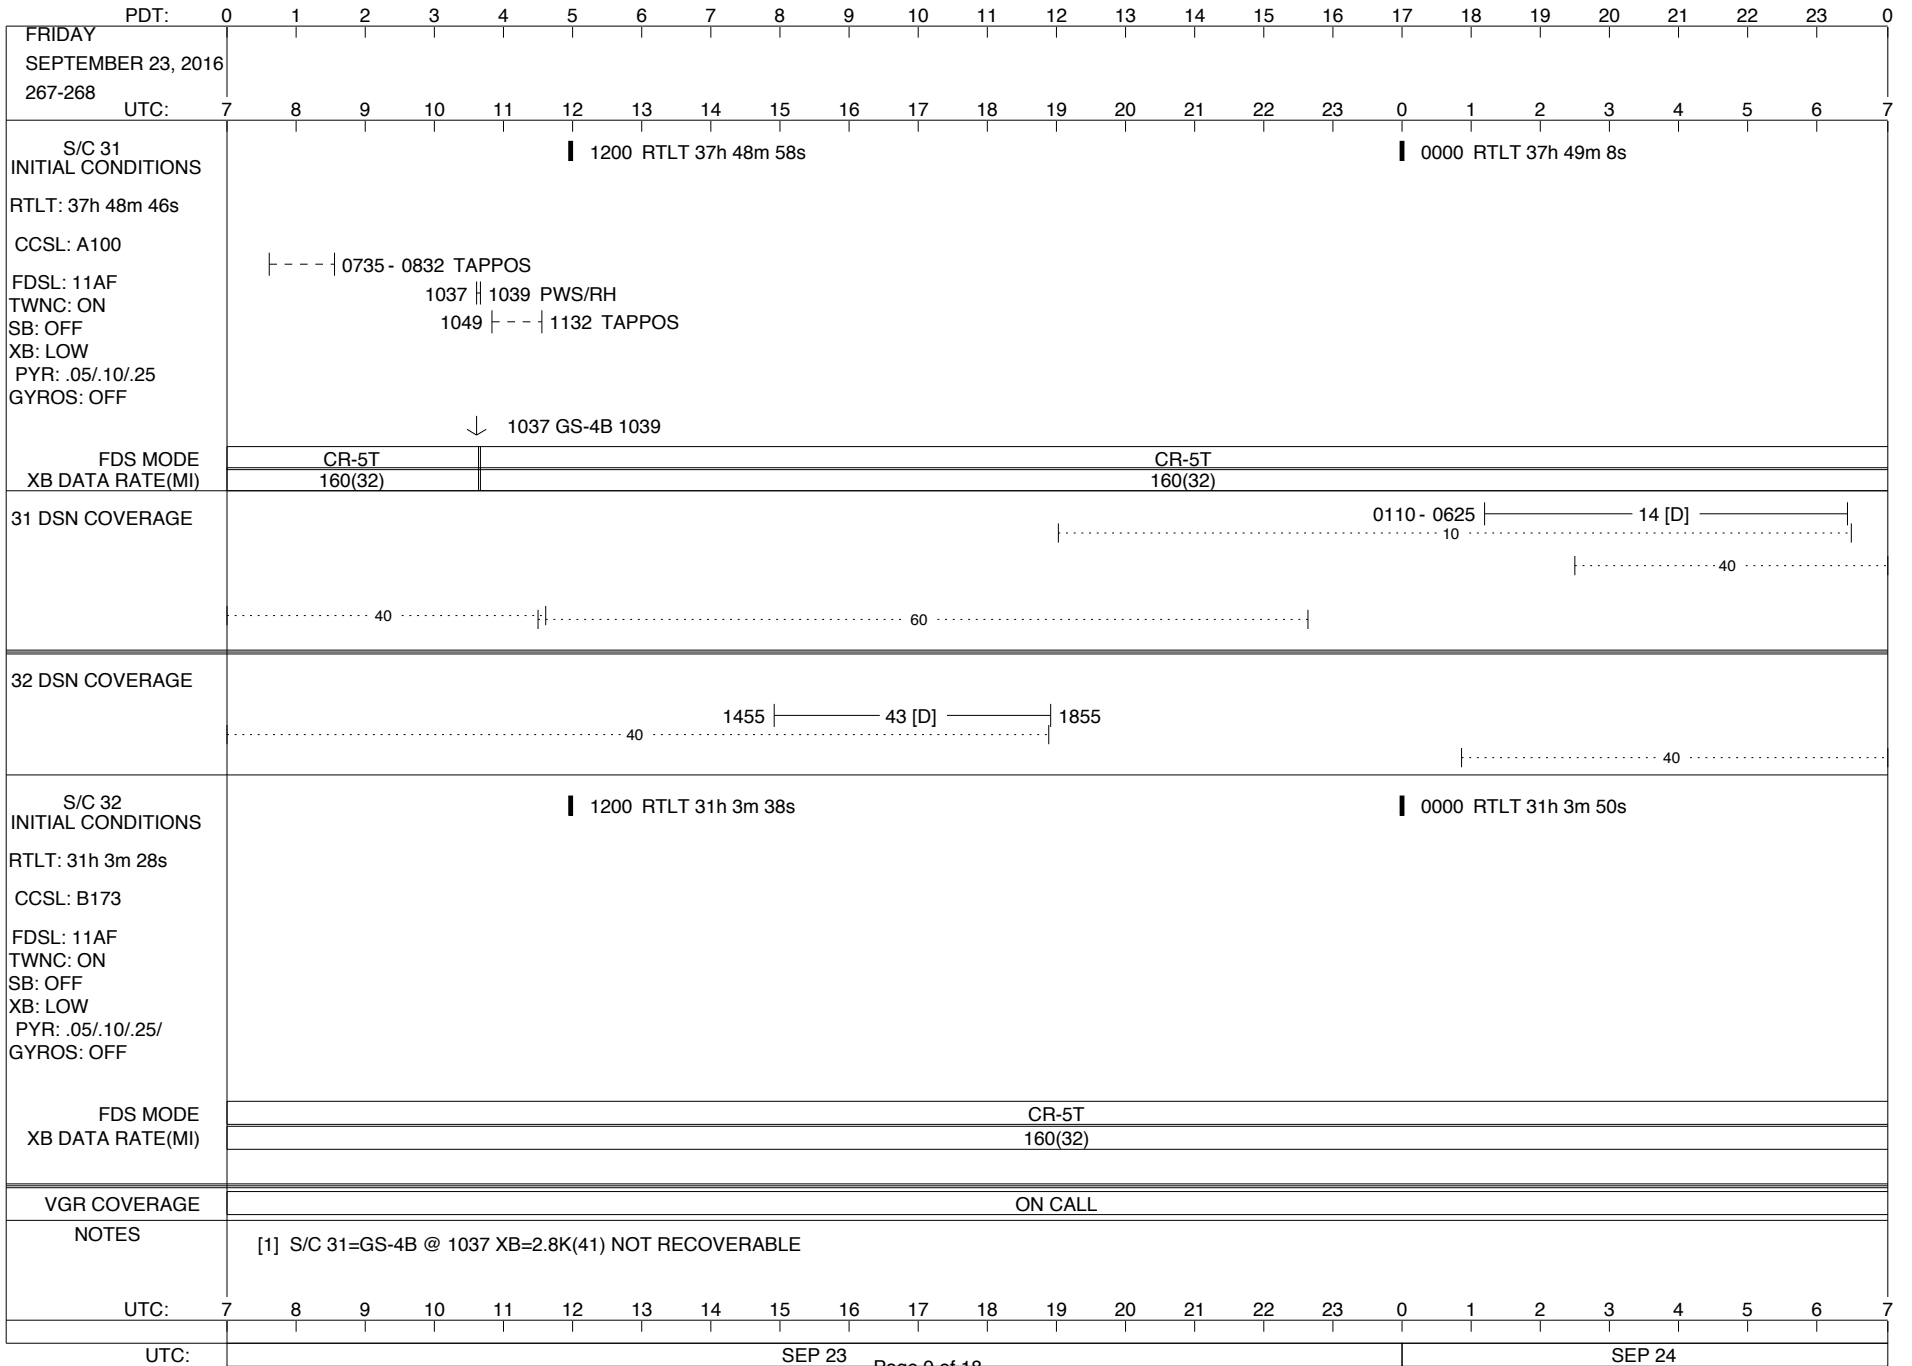 PDT: 0 1 2 3 4 5 6 7 8 9 10 11 12 13 14 15 16 17 18 19 20 21 22 23 0
FRIDAY
SEPTEMBER 23, 2016
267-268
UTC: 7 8 9 10 11 12 13 14 15 16 17 18 19 20 21 22 23 0 1 2 3 4 5 6 7
S/C 31
INITIAL CONDITIONS
1200 RTLT 37h 48m 58s
0000 RTLT 37h 49m 8s
RTLT: 37h 48m 46s
CCSL: A100
FDSL: 11AF
TWNC: ON
SB: OFF
XB: LOW
PYR: .05/.10/.25
GYROS: OFF
0735 - 0832 TAPPOS
1037 1039 PWS/RH
1049 1132 TAPPOS
1037 GS-4B 1039
FDS MODE CR-5T CR-5T
XB DATA RATE(MI) 160(32) 160(32)
31 DSN COVERAGE
0110 - 0625 14 [D]
10
40
40 60
32 DSN COVERAGE
1455 43 [D] 1855
40
40
S/C 32
INITIAL CONDITIONS
1200 RTLT 31h 3m 38s
0000 RTLT 31h 3m 50s
RTLT: 31h 3m 28s
CCSL: B173
FDSL: 11AF
TWNC: ON
SB: OFF
XB: LOW
PYR: .05/.10/.25/
GYROS: OFF
FDS MODE CR-5T
XB DATA RATE(MI) 160(32)
VGR COVERAGE ON CALL
NOTES
[1] S/C 31=GS-4B @ 1037 XB=2.8K(41) NOT RECOVERABLE
UTC: 7 8 9 10 11 12 13 14 15 16 17 18 19 20 21 22 23 0 1 2 3 4 5 6 7
UTC: SEP 23 SEP 24
Page 9 of 18